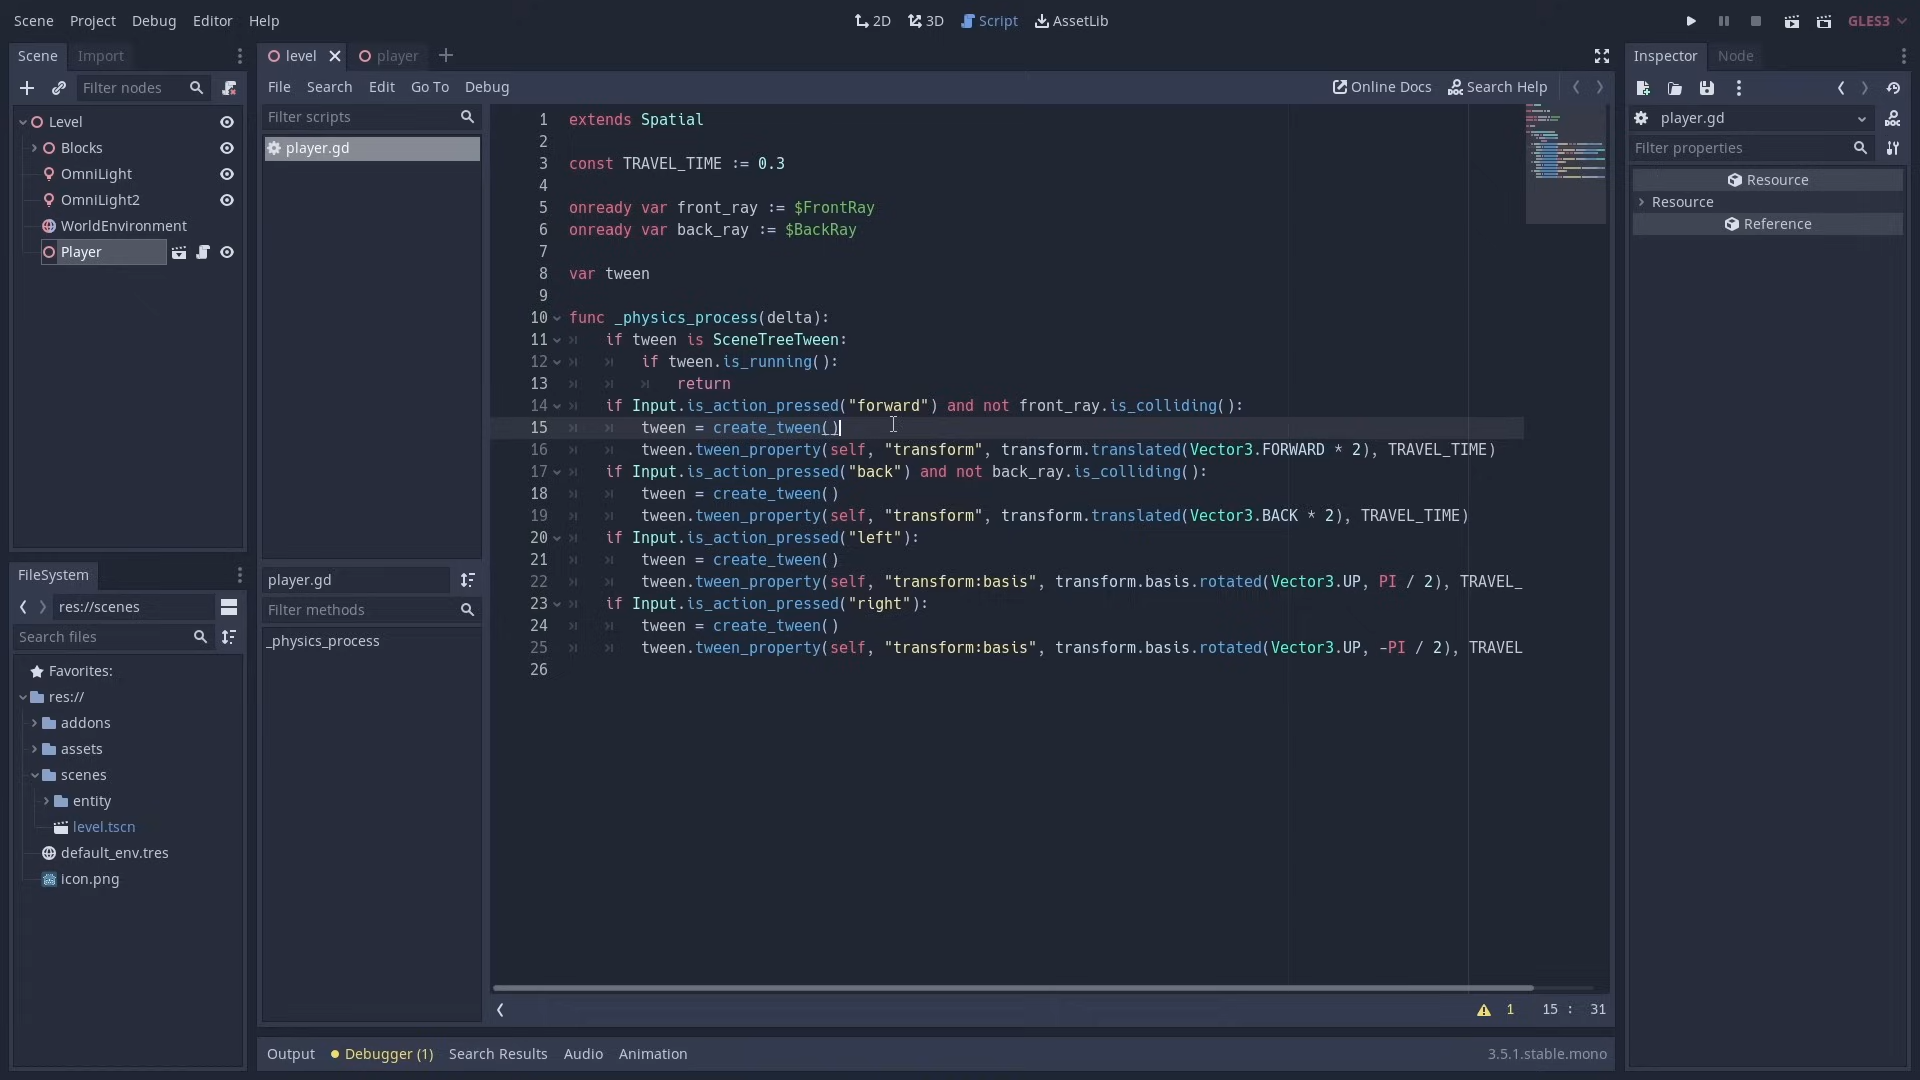 Scene Project Debug Editor Help
2D 3D Script AssetLib
GLES3
Scene Import
Filter nodes
Level
Blocks
OmniLight
OmniLight2
WorldEnvironment
Player
FileSystem
res://scenes
Search files
Favorites:
res://
addons
assets
scenes
entity
level.tscn
default_env.tres
icon.png
level player
File Search Edit Go To Debug
Online Docs Search Help
Filter scripts
player.gd
player.gd
Filter methods
_physics_process
1 extends Spatial
2
3 const TRAVEL_TIME := 0.3
4
5 onready var front_ray := $FrontRay
6 onready var back_ray := $BackRay
7
8 var tween
9
10 func _physics_process(delta):
11 if tween is SceneTreeTween:
12 if tween.is_running():
13 return
14 if Input.is_action_pressed("forward") and not front_ray.is_colliding():
15 tween = create_tween()
16 tween.tween_property(self, "transform", transform.translated(Vector3.FORWARD * 2), TRAVEL_TIME)
17 if Input.is_action_pressed("back") and not back_ray.is_colliding():
18 tween = create_tween()
19 tween.tween_property(self, "transform", transform.translated(Vector3.BACK * 2), TRAVEL_TIME)
20 if Input.is_action_pressed("left"):
21 tween = create_tween()
22 tween.tween_property(self, "transform:basis", transform.basis.rotated(Vector3.UP, PI / 2), TRAVEL_
23 if Input.is_action_pressed("right"):
24 tween = create_tween()
25 tween.tween_property(self, "transform:basis", transform.basis.rotated(Vector3.UP, -PI / 2), TRAVEL
26
1 15 : 31
Output Debugger (1) Search Results Audio Animation
3.5.1.stable.mono
Inspector Node
player.gd
Filter properties
Resource
Resource
Reference